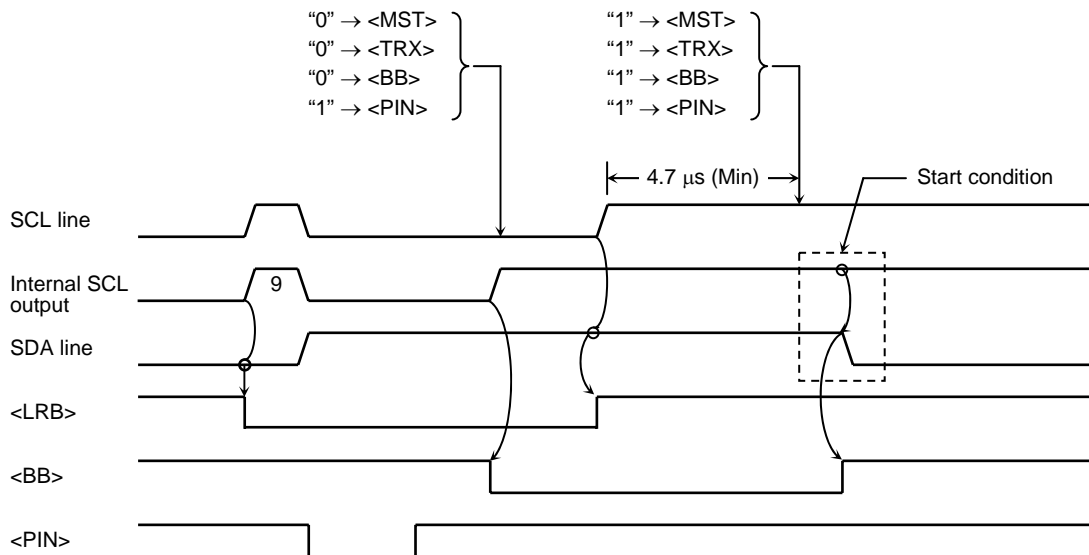 “0” → <MST>
“0” → <TRX>
“0” → <BB>
“1” → <PIN>
“1” → <MST>
“1” → <TRX>
“1” → <BB>
“1” → <PIN>
4.7 μs (Min)
Start condition
SCL line
Internal SCL
output
9
SDA line
<LRB>
<BB>
<PIN>